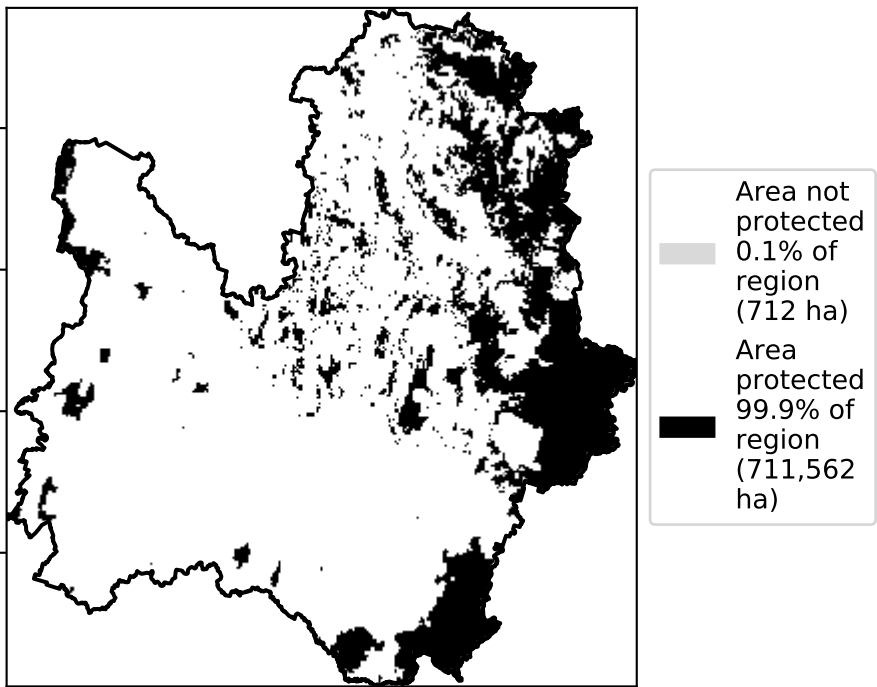 Area not
protected
0.1% of
region
(712 ha)
Area
protected
99.9% of
region
(711,562
ha)